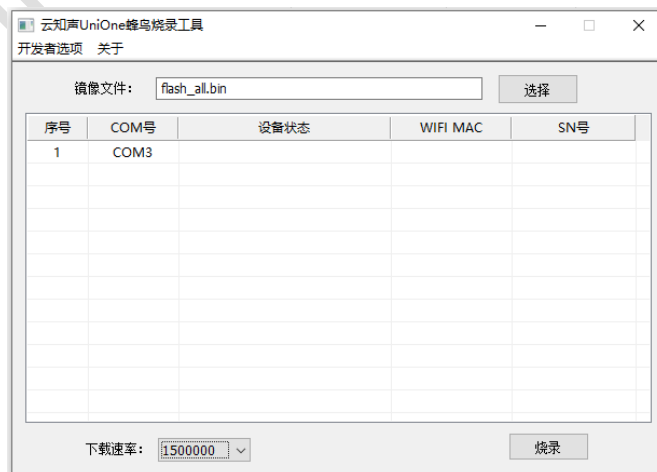 云知声UniOne蜂鸟烧录工具
开发者选项 关于
镜像文件： flash_all.bin 选择
序号 COM号 设备状态 WIFI MAC SN号
1 COM3
下载速率： 1500000 烧录